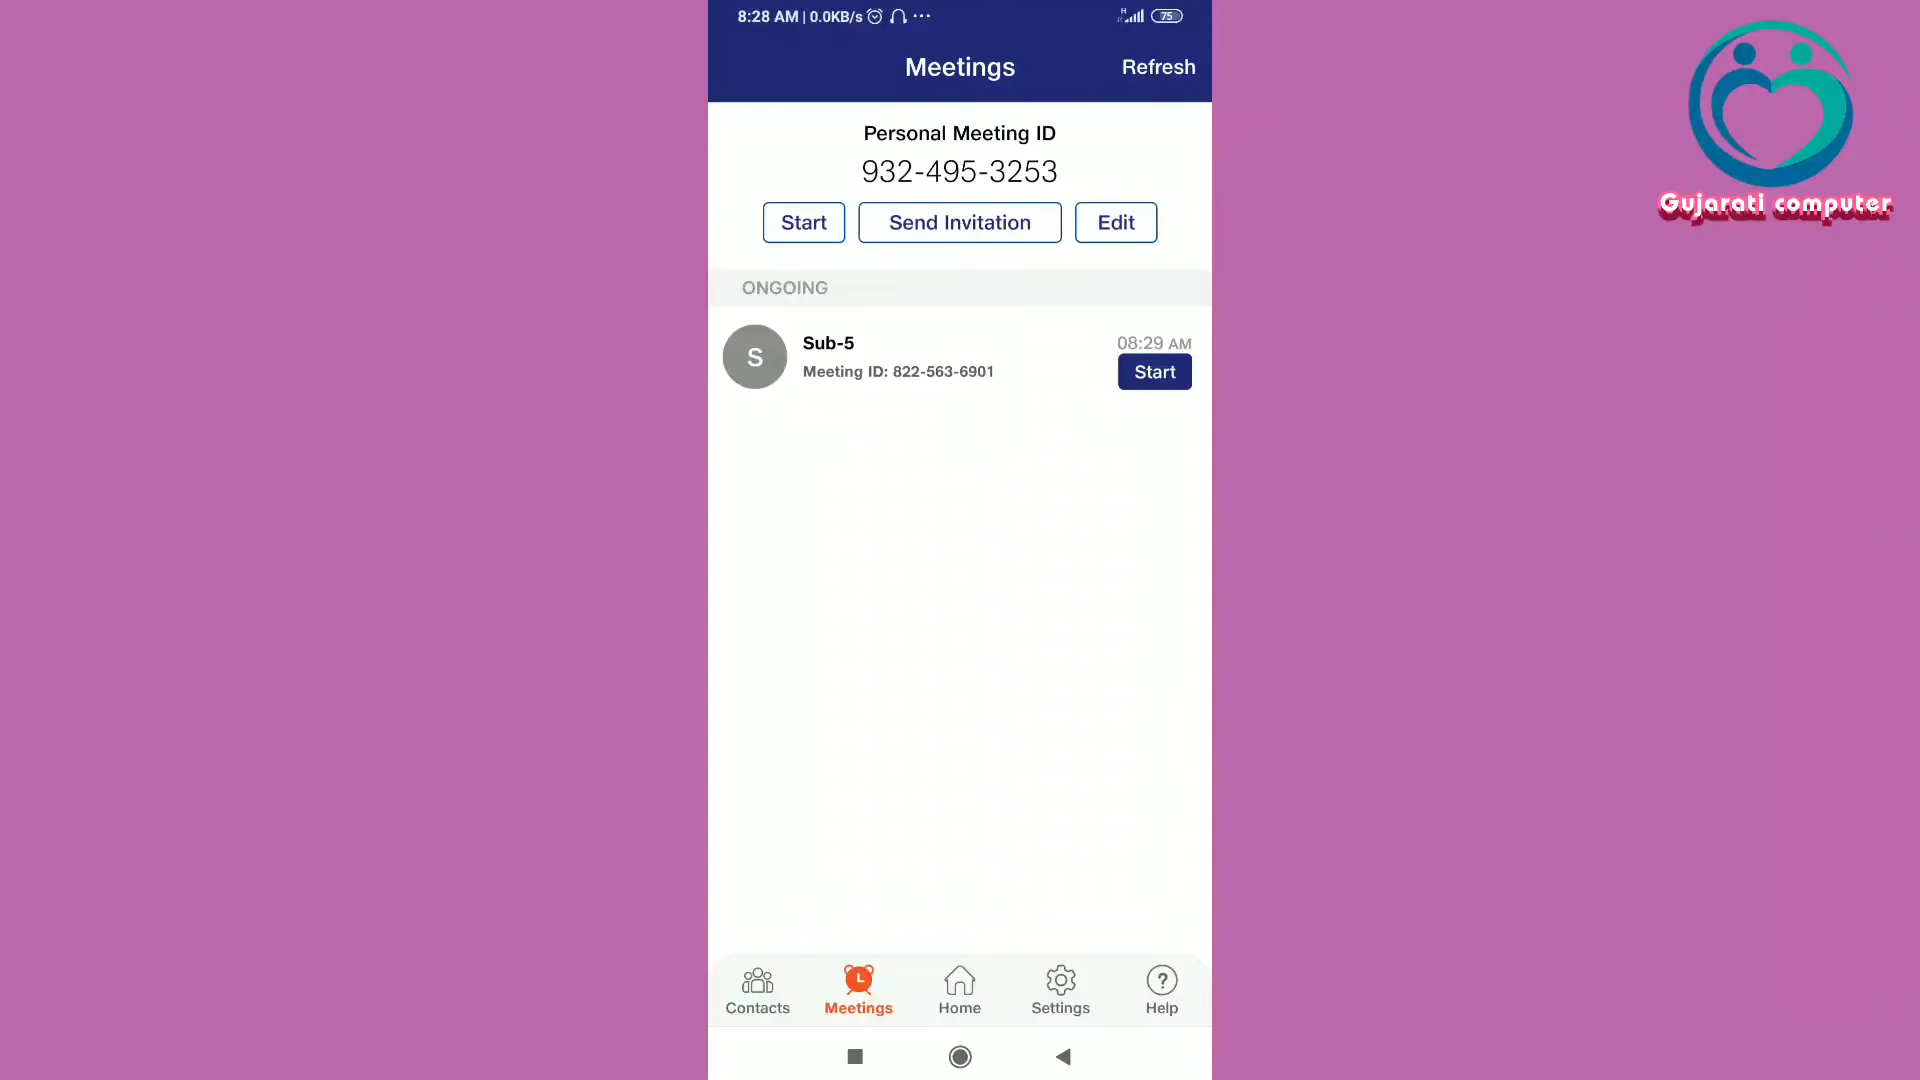 8:28 AM | 0.0KB/s ...
H 75
Meetings
Refresh
Personal Meeting ID
932-495-3253
Start
Send Invitation
Edit
ONGOING
S
Sub-5
Meeting ID: 822-563-6901
08:29 AM
Start
Contacts
Meetings
Home
Settings
Help
Gujarati computer